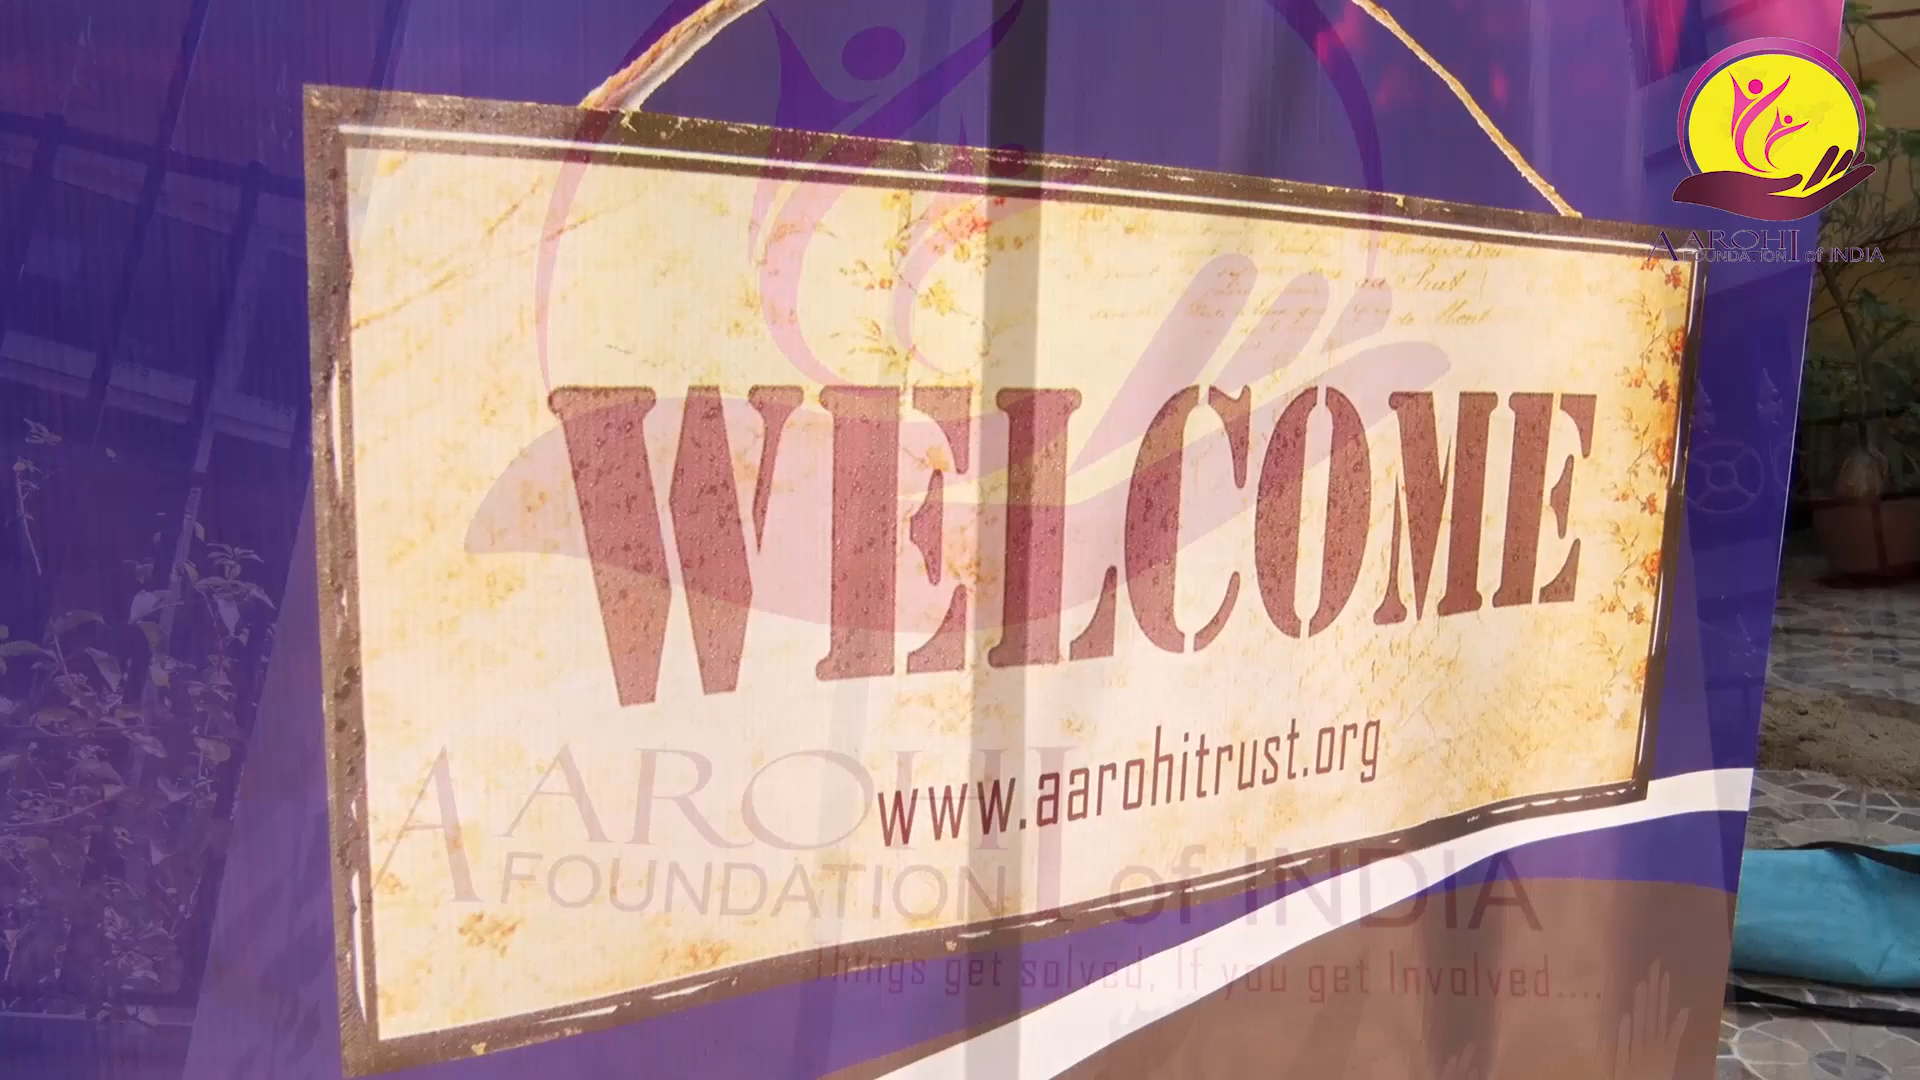 AAROHI
FOUNDATION of INDIA
WELCOME
www.aarohitrust.org
AAROHI
FOUNDATION of INDIA
Things get solved, If you get Involved....